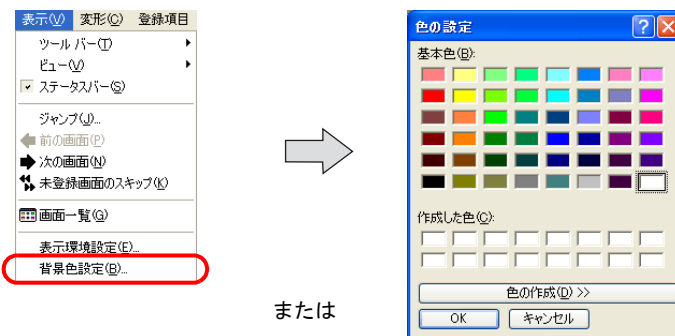 表示(V) 変形(C) 登録項目
ツール バー(T)
ビュー(V)
ステータスバー(S)
ジャンプ(J)...
前の画面(P)
次の画面(N)
未登録画面のスキップ(K)
画面一覧(G)
表示環境設定(E)...
背景色設定(B)...
または
色の設定
基本色(B):
作成した色(C):
色の作成(D) >>
OK キャンセル